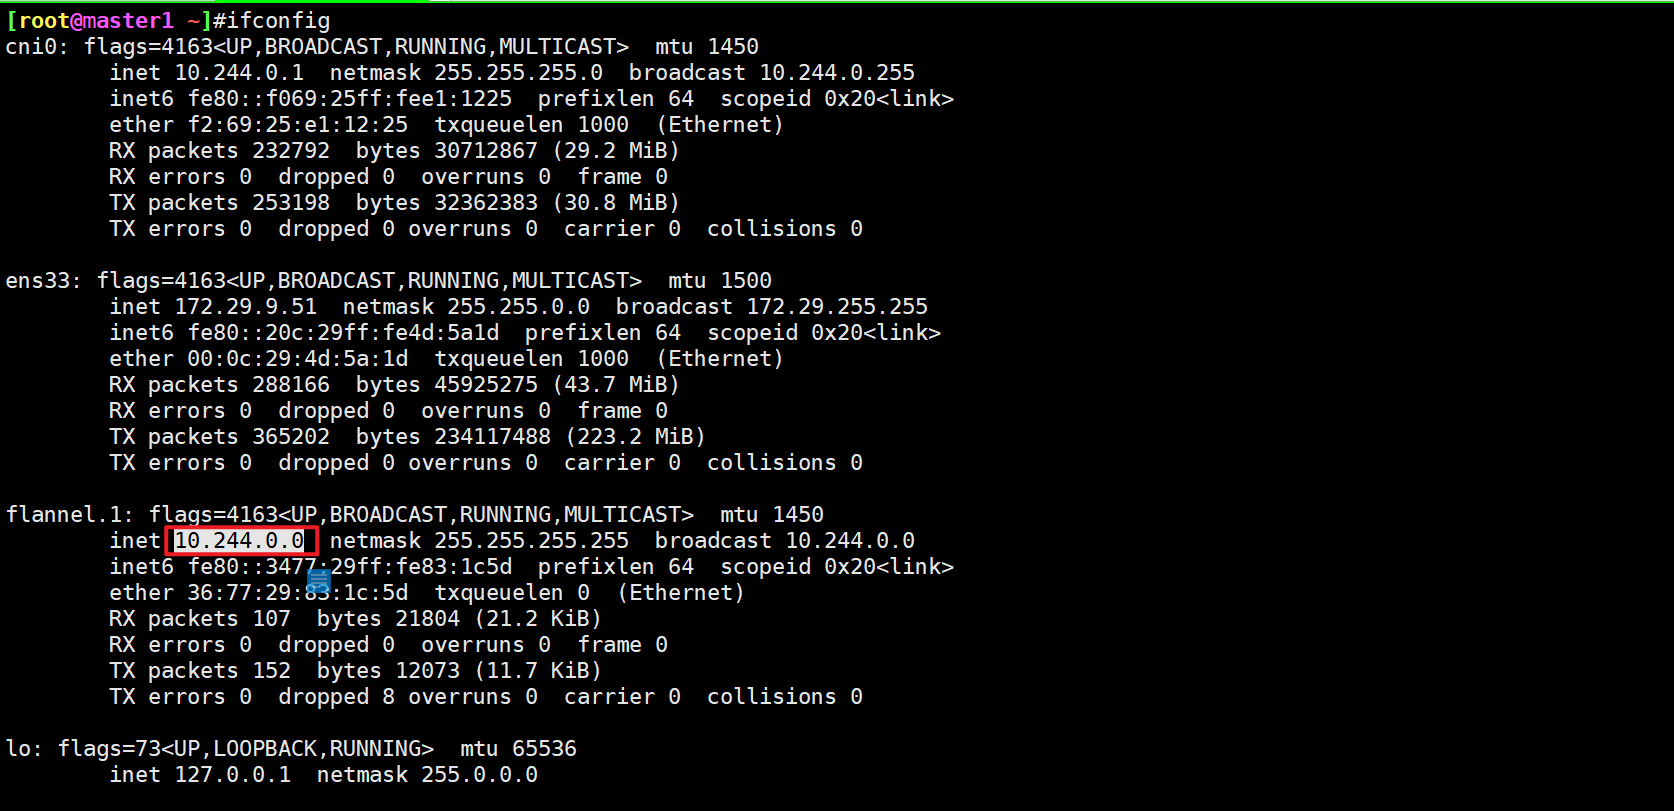 [root@master1 ~]#ifconfig
cni0: flags=4163<UP,BROADCAST,RUNNING,MULTICAST>  mtu 1450
        inet 10.244.0.1  netmask 255.255.255.0  broadcast 10.244.0.255
        inet6 fe80::f069:25ff:fee1:1225  prefixlen 64  scopeid 0x20<link>
        ether f2:69:25:e1:12:25  txqueuelen 1000  (Ethernet)
        RX packets 232792  bytes 30712867 (29.2 MiB)
        RX errors 0  dropped 0  overruns 0  frame 0
        TX packets 253198  bytes 32362383 (30.8 MiB)
        TX errors 0  dropped 0 overruns 0  carrier 0  collisions 0

ens33: flags=4163<UP,BROADCAST,RUNNING,MULTICAST>  mtu 1500
        inet 172.29.9.51  netmask 255.255.0.0  broadcast 172.29.255.255
        inet6 fe80::20c:29ff:fe4d:5a1d  prefixlen 64  scopeid 0x20<link>
        ether 00:0c:29:4d:5a:1d  txqueuelen 1000  (Ethernet)
        RX packets 288166  bytes 45925275 (43.7 MiB)
        RX errors 0  dropped 0  overruns 0  frame 0
        TX packets 365202  bytes 234117488 (223.2 MiB)
        TX errors 0  dropped 0 overruns 0  carrier 0  collisions 0

flannel.1: flags=4163<UP,BROADCAST,RUNNING,MULTICAST>  mtu 1450
        inet 10.244.0.0  netmask 255.255.255.255  broadcast 10.244.0.0
        inet6 fe80::3477:29ff:fe83:1c5d  prefixlen 64  scopeid 0x20<link>
        ether 36:77:29:83:1c:5d  txqueuelen 0  (Ethernet)
        RX packets 107  bytes 21804 (21.2 KiB)
        RX errors 0  dropped 0  overruns 0  frame 0
        TX packets 152  bytes 12073 (11.7 KiB)
        TX errors 0  dropped 8 overruns 0  carrier 0  collisions 0

lo: flags=73<UP,LOOPBACK,RUNNING>  mtu 65536
        inet 127.0.0.1  netmask 255.0.0.0